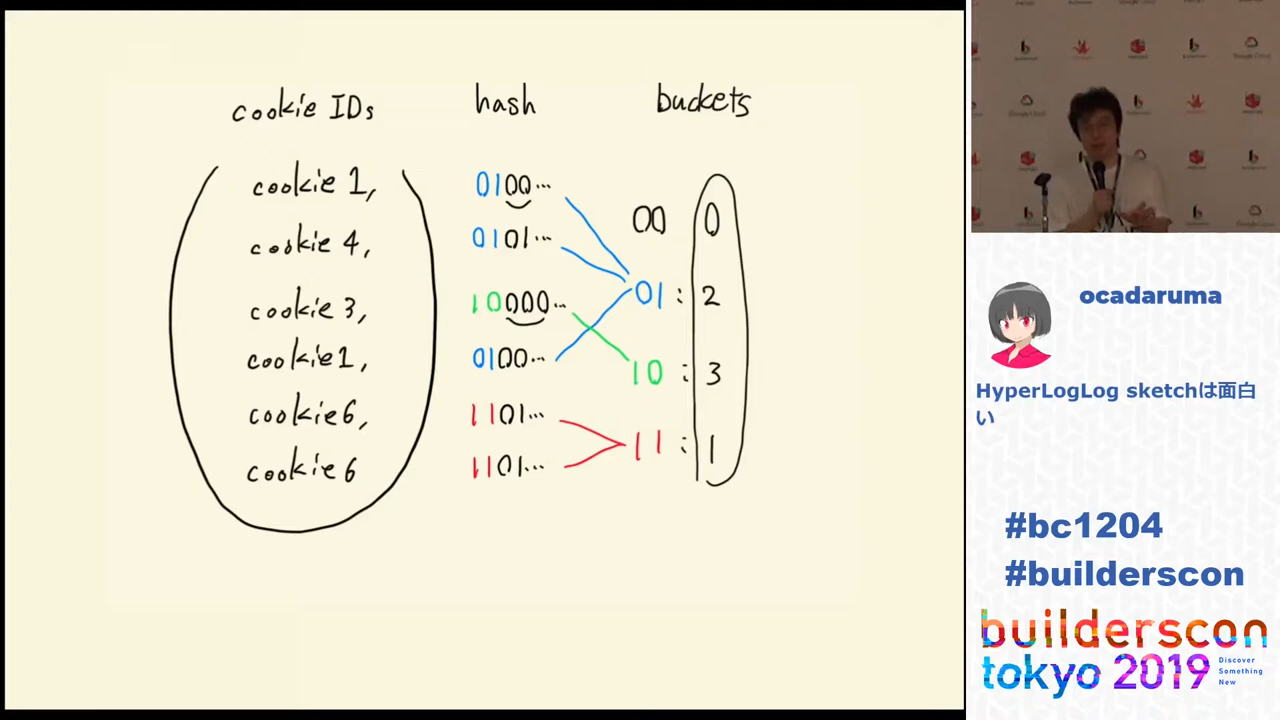 cookie IDs hash buckets
cookie 1, 0100... 00 0
cookie 4, 0101...
cookie 3, 10000... 01: 2
cookie1, 0100... 10: 3
cookie6, 1101... 11: 1
cookie6 1101...
ocadaruma
HyperLogLog sketchは面白
い
#bc1204
#builderscon
builderscon
tokyo 2019
Discover
Something
New